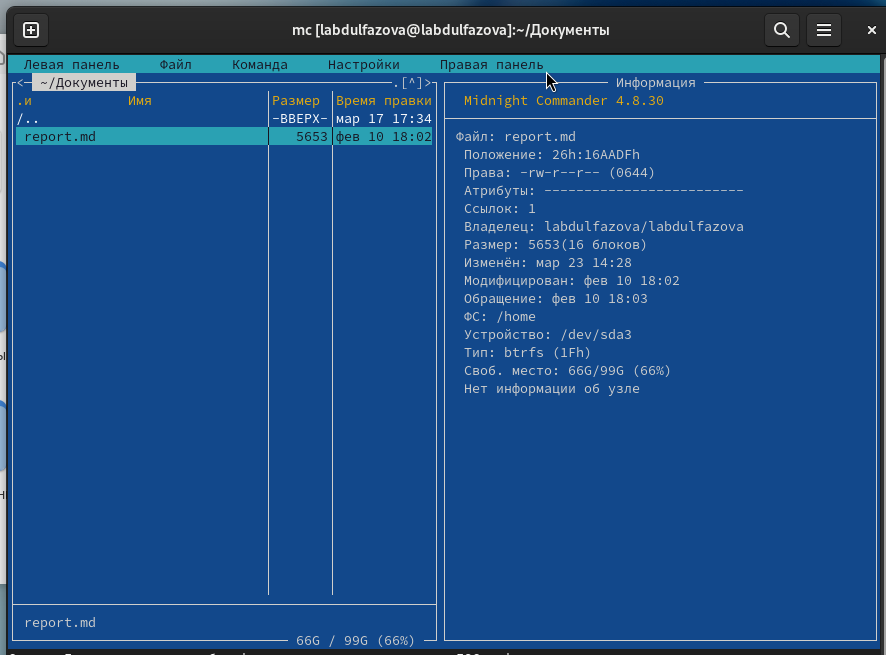 mc [labdulfazova@labdulfazova]:~/Документы
Левая панель Файл Команда Настройки Правая панель
<— ~/Документы .[^]>
.и Имя Размер Время правки
/.. -ВВЕРХ- мар 17 17:34
report.md 5653 фев 10 18:02
report.md
66G / 99G (66%)
Информация
Midnight Commander 4.8.30
Файл: report.md
Положение: 26h:16AADFh
Права: -rw-r--r-- (0644)
Атрибуты: -------------------------
Ссылок: 1
Владелец: labdulfazova/labdulfazova
Размер: 5653(16 блоков)
Изменён: мар 23 14:28
Модифицирован: фев 10 18:02
Обращение: фев 10 18:03
ФС: /home
Устройство: /dev/sda3
Тип: btrfs (1Fh)
Своб. место: 66G/99G (66%)
Нет информации об узле